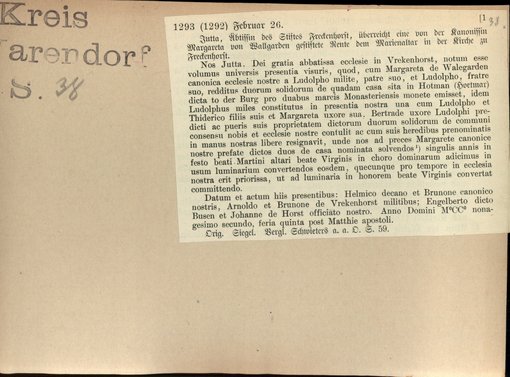 Kreis
Warendorf
S. 38
[1
38.
1293 (1292) Februar 26.
Jutta, Äbtissin des Stiftes Freckenhorst, überreicht eine von der Kanonissin
Margareta von Wallgarden gestiftete Rente dem Marienaltar in der Kirche zu
Freckenhorst.
Nos Jutta. Dei gratia abbatissa ecclesie in Vrekenhorst, notum esse
volumus universis presentia visuris, quod, cum Margareta de Walegarden
canonica ecclesie nostre a Ludolpho milite, patre suo, et Ludolpho, fratre
suo, redditus duorum solidorum de quadam casa sita in Hotman (Hoetmar)
dicta to der Burg pro duabus marcis Monasteriensis monete emisset, idem
Ludolphus miles constitutus in presentia nostra una cum Ludolpho et
Thiderico filiis suis et Margareta uxore sua. Bertrade uxore Ludolphi pre-
dicti ac pueris suis proprietatem dictorum duorum solidorum de communi
consensu nobis et ecclesie nostre contulit ac cum suis heredibus prenominatis
in manus nostras libere resignavit, unde nos ad preces Margarete canonice
nostre prefate dictos duos de casa nominata solvendos¹) singulis annis in
festo beati Martini altari beate Virginis in choro dominarum adicimus in
usum luminarium convertendos eosdem, quecunque pro tempore in ecclesia
nostra erit priorissa, ut ad luminaria in honorem beate Virginis convertat
committendo.
Datum et actum hiis presentibus: Helmico decano et Brunone canonico
nostris, Arnoldo et Brunone de Vrekenhorst militibus; Engelberto dicto
Busen et Johanne de Horst officiato nostro. Anno Domini M°CC° nona-
gesimo secundo, feria quinta post Matthie apostoli.
Orig. Siegel. Vergl. Schwieters a. a. O. S. 59.